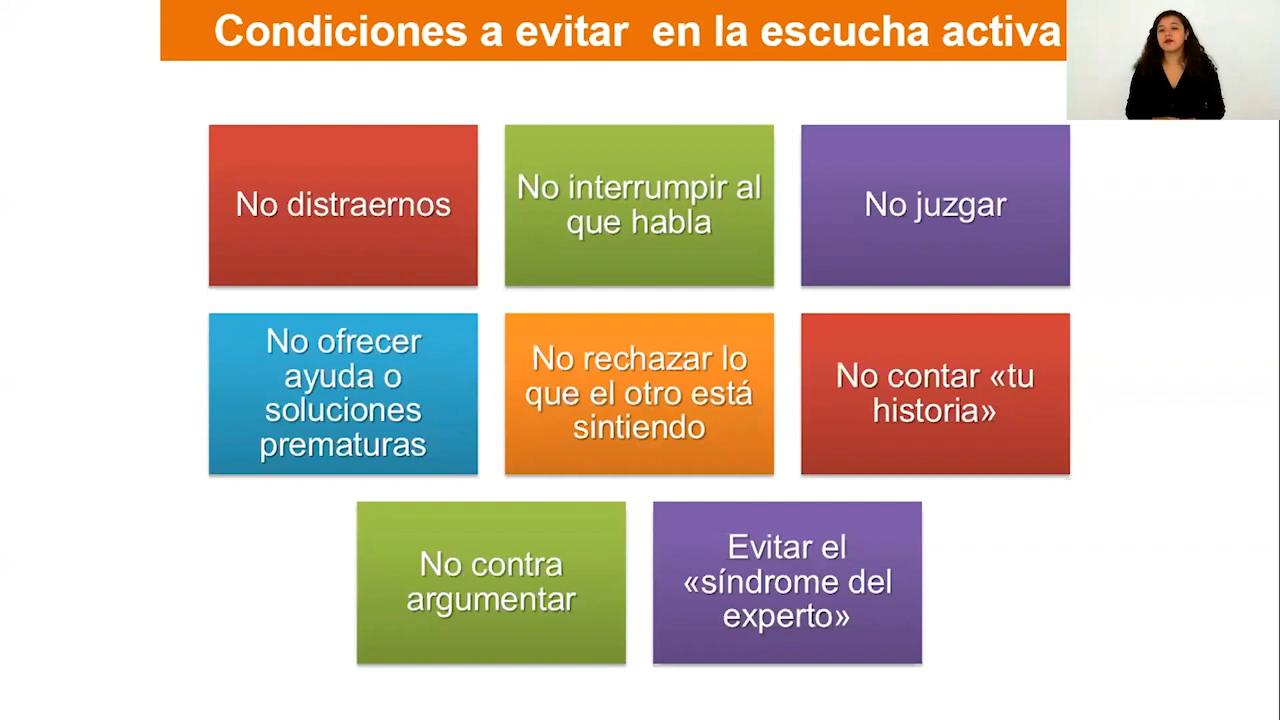 Condiciones a evitar en la escucha activa
No distraernos
No interrumpir al
que habla
No juzgar
No ofrecer
ayuda o
soluciones
prematuras
No rechazar lo
que el otro está
sintiendo
No contar «tu
historia»
No contra
argumentar
Evitar el
«síndrome del
experto»